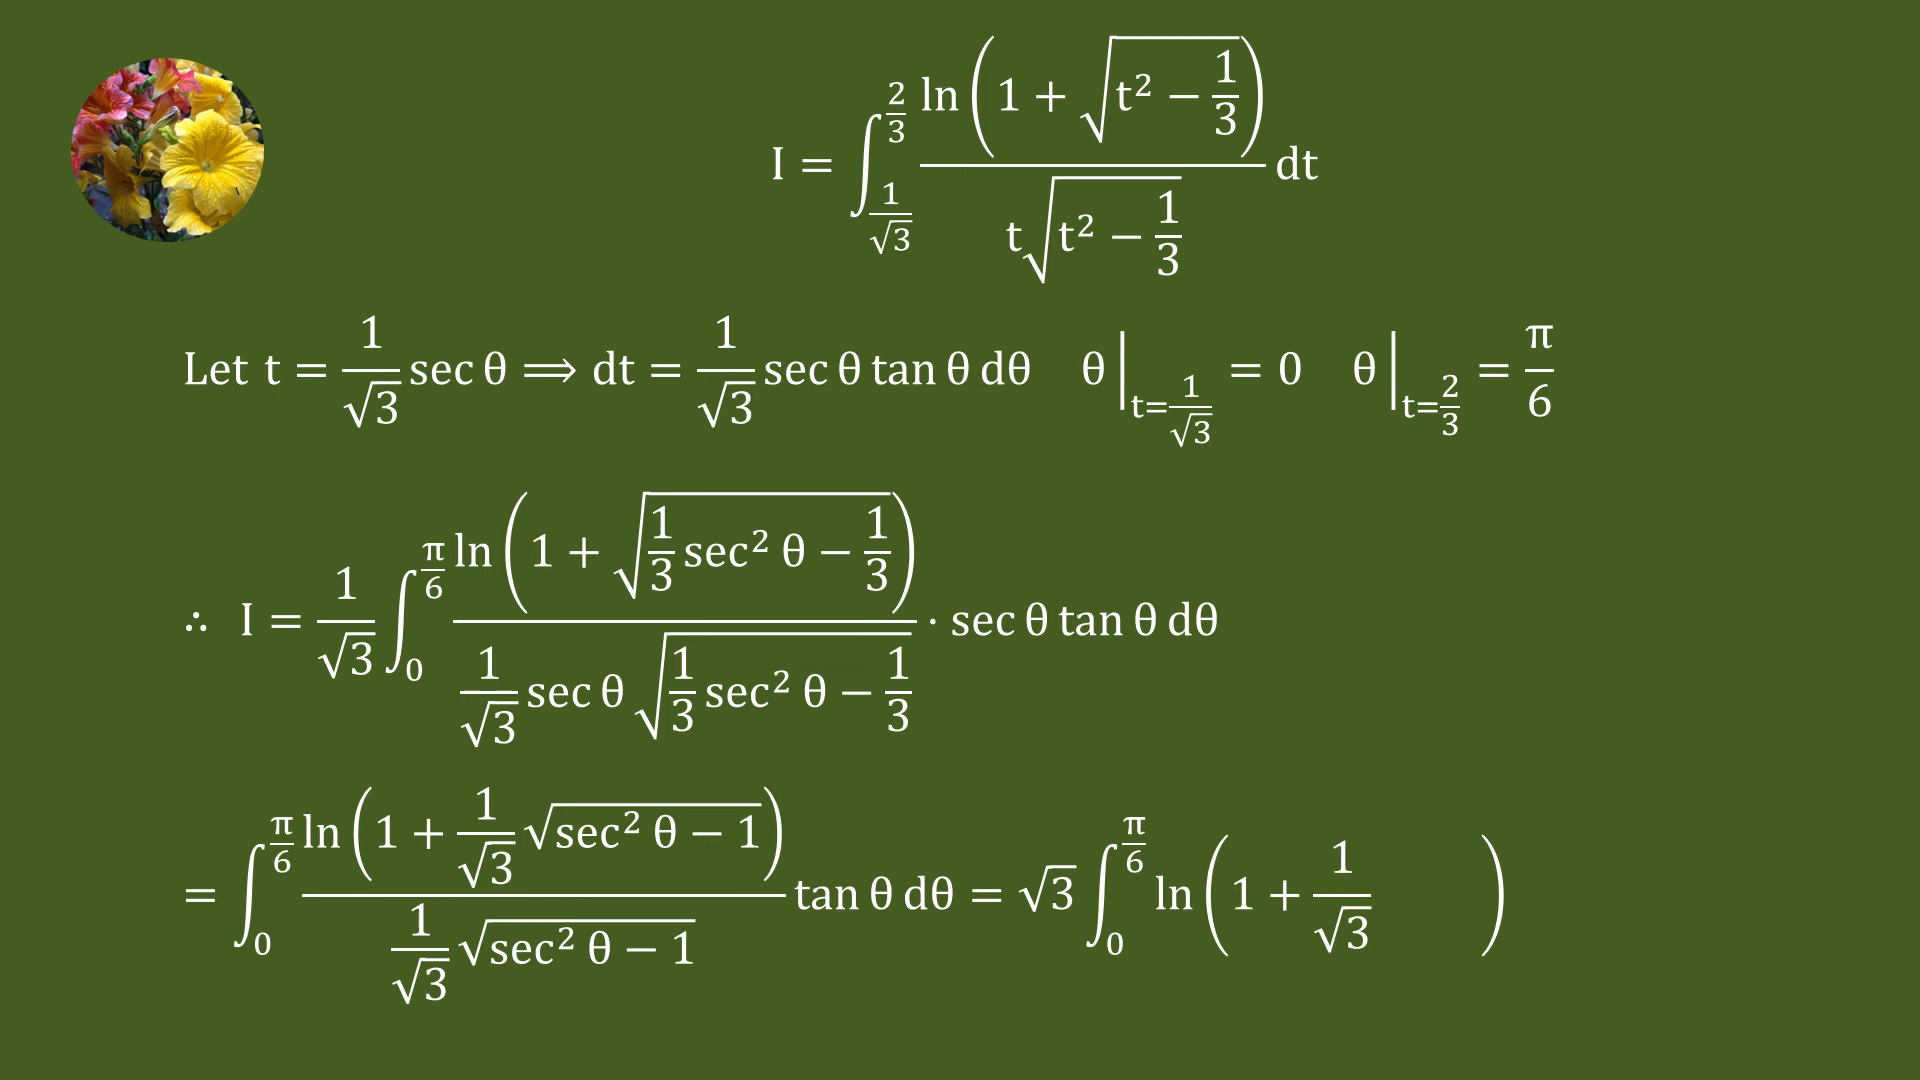 I = ∫_{1/√3}^{2/3} ln(1 + √(t² − 1/3)) / (t√(t² − 1/3)) dt
Let t = 1/√3 sec θ ⟹ dt = 1/√3 sec θ tan θ dθ θ|_{t=1/√3} = 0 θ|_{t=2/3} = π/6
∴ I = 1/√3 ∫_0^{π/6} ln(1 + √(1/3 sec² θ − 1/3)) / (1/√3 sec θ √(1/3 sec² θ − 1/3)) · sec θ tan θ dθ
= ∫_0^{π/6} ln(1 + 1/√3 √(sec² θ − 1)) / (1/√3 √(sec² θ − 1)) tan θ dθ = √3 ∫_0^{π/6} ln(1 + 1/√3 )